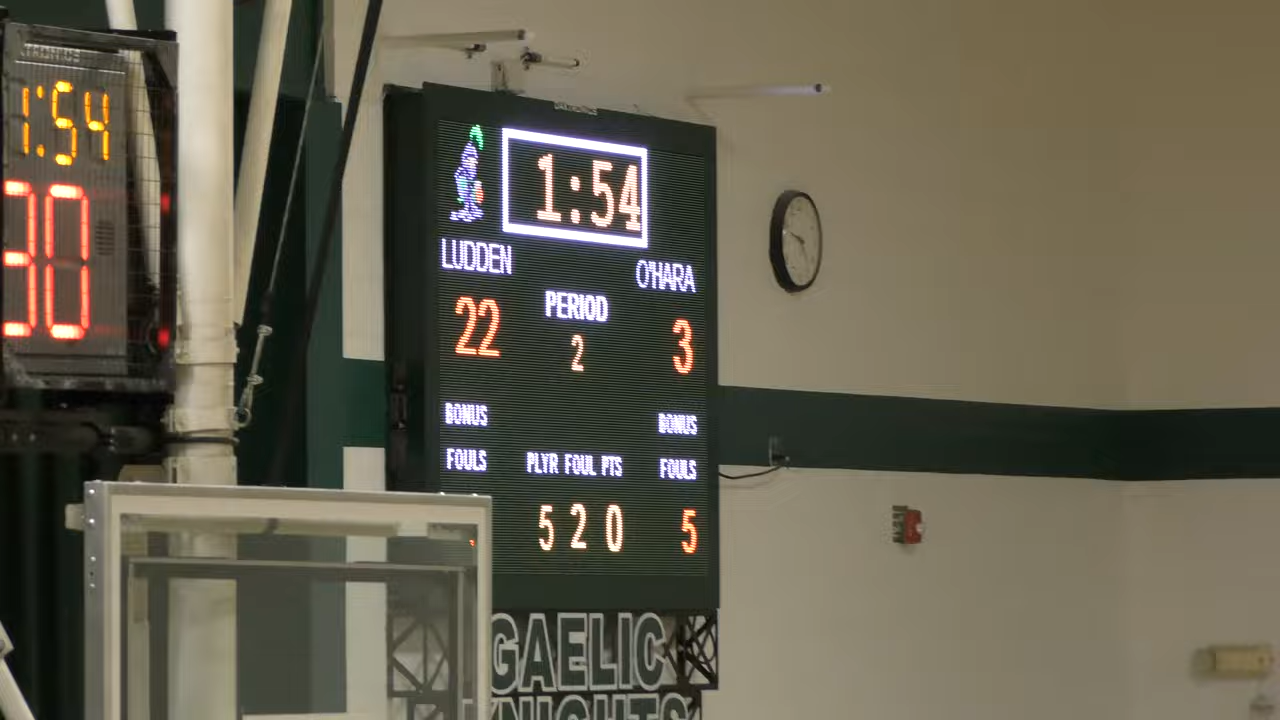 1:54
30
1:54
LUDDEN O'HARA
PERIOD
22 2 3
BONUS BONUS
FOULS PLYR FOUL PTS FOULS
5 2 0 5
GAELIC
KNIGHTS